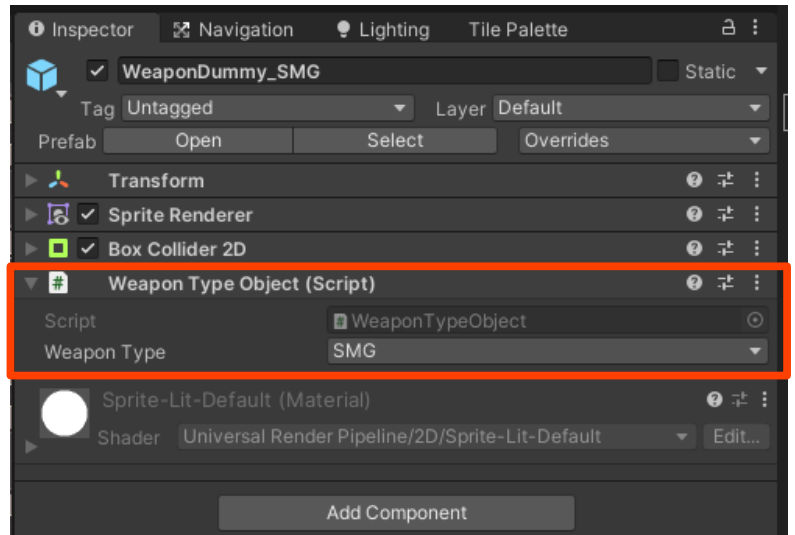 Inspector Navigation Lighting Tile Palette
WeaponDummy_SMG Static
Tag Untagged Layer Default
Prefab Open Select Overrides
Transform
Sprite Renderer
Box Collider 2D
# Weapon Type Object (Script)
Script # WeaponTypeObject
Weapon Type SMG
Sprite-Lit-Default (Material)
Shader Universal Render Pipeline/2D/Sprite-Lit-Default Edit...
Add Component